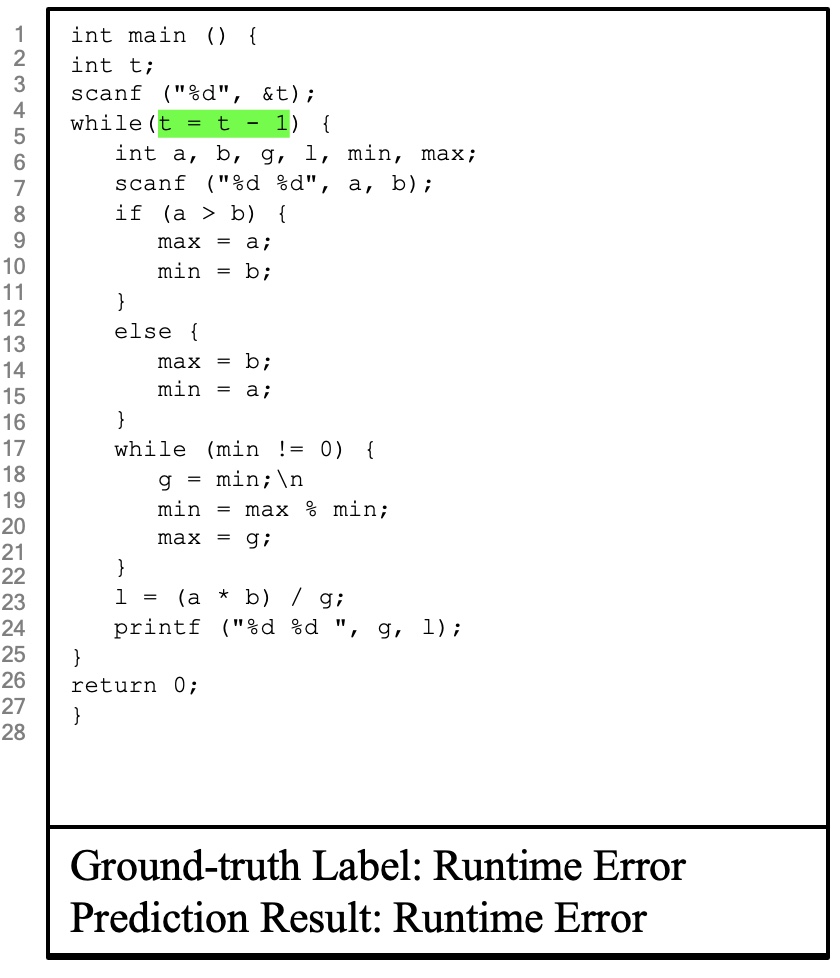 1
2
3
4
5
6
7
8
9
10
11
12
13
14
15
16
17
18
19
20
21
22
23
24
25
26
27
28
int main () {
int t;
scanf ("%d", &t);
while(t = t - 1) {
   int a, b, g, l, min, max;
   scanf ("%d %d", a, b);
   if (a > b) {
      max = a;
      min = b;
   }
   else {
      max = b;
      min = a;
   }
   while (min != 0) {
      g = min;\n
      min = max % min;
      max = g;
   }
   l = (a * b) / g;
   printf ("%d %d ", g, l);
}
return 0;
}
Ground-truth Label: Runtime Error
Prediction Result: Runtime Error